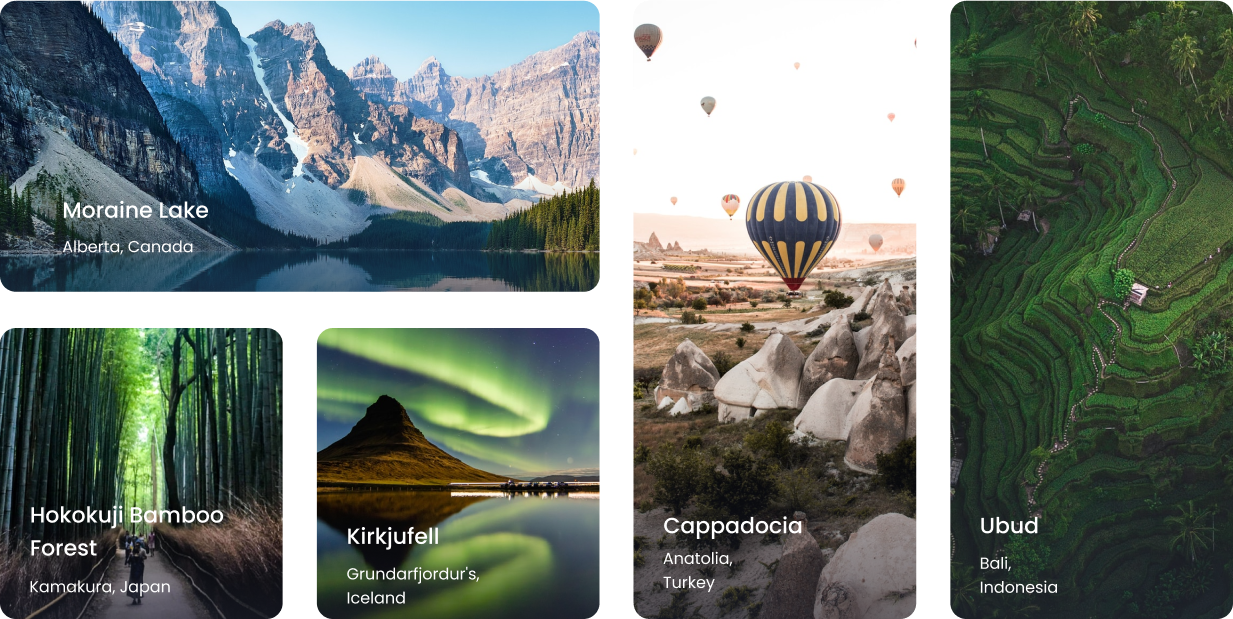 Moraine Lake
Alberta, Canada
Hokokuji Bamboo
Forest
Kamakura, Japan
Kirkjufell
Grundarfjordur's,
Iceland
Cappadocia
Anatolia,
Turkey
Ubud
Bali,
Indonesia